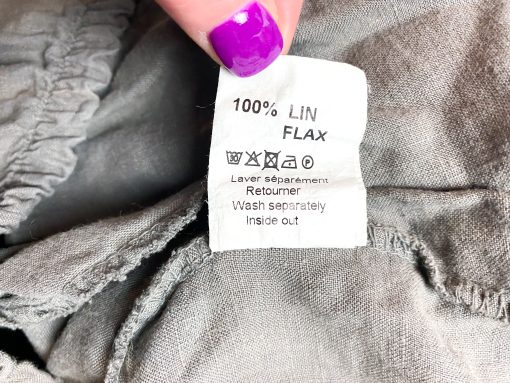 100% LIN
FLAX
Laver séparément
Retourner
Wash separately
Inside out